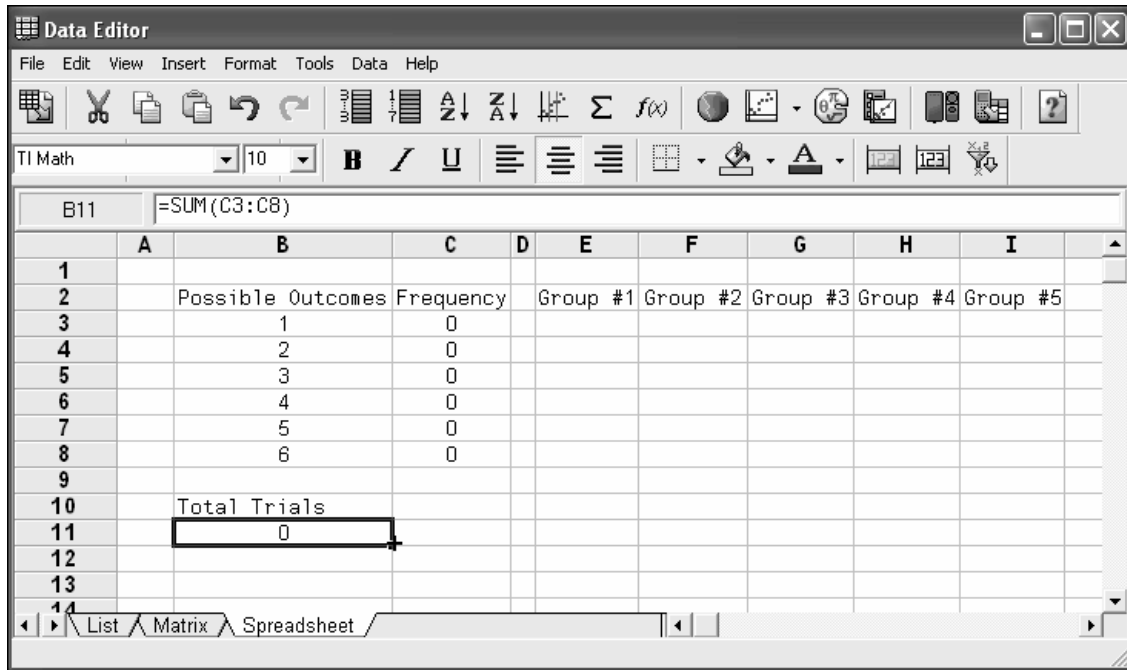 Data Editor
File Edit View Insert Format Tools Data Help
TI Math 10 B I U
B11 =SUM(C3:C8)
A B C D E F G H I
1
2 Possible Outcomes Frequency Group #1 Group #2 Group #3 Group #4 Group #5
3 1 0
4 2 0
5 3 0
6 4 0
7 5 0
8 6 0
9
10 Total Trials
11 0
12
13
14
List Matrix Spreadsheet